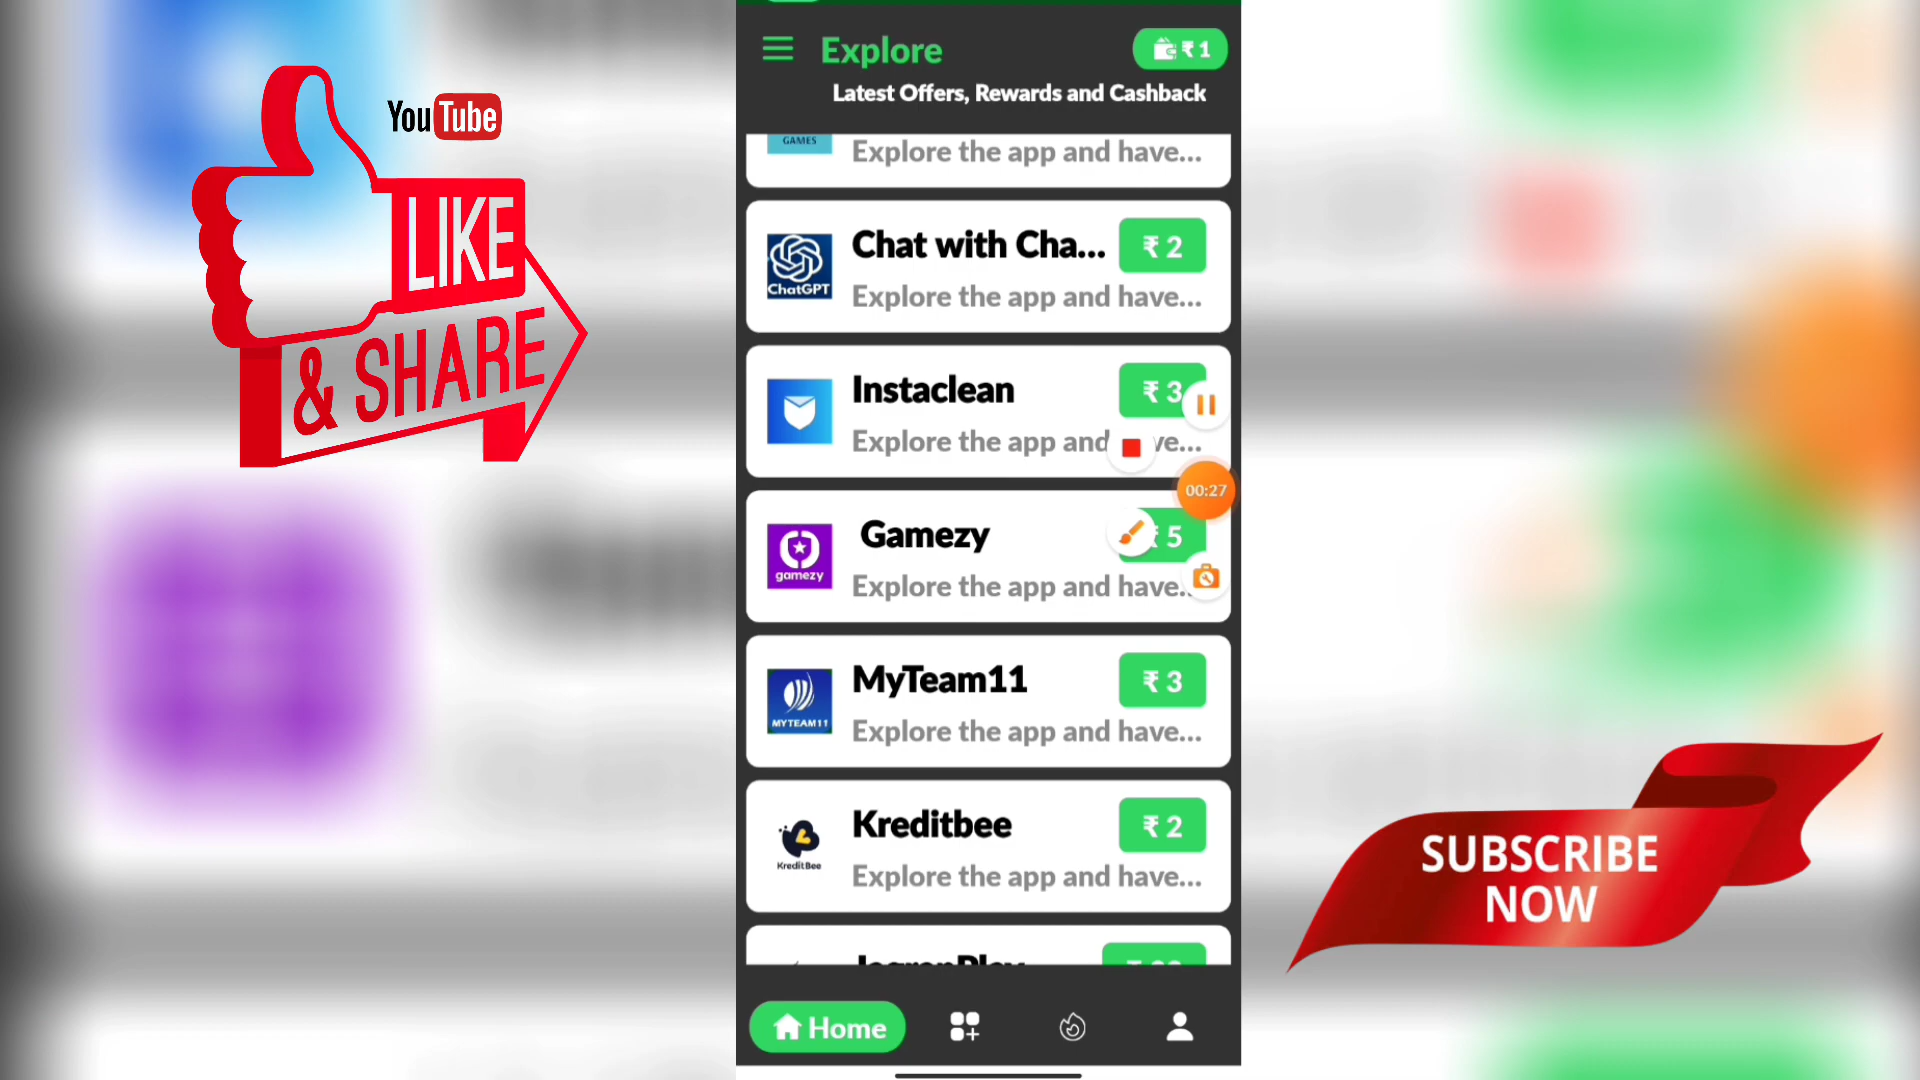 YouTube
LIKE
& SHARE
Explore
₹ 1
Latest Offers, Rewards and Cashback
GAMES
Explore the app and have...
Chat with Cha...
₹ 2
ChatGPT
Explore the app and have...
Instaclean
₹ 3
Explore the app and ve...
00:27
Gamezy
5
gamezy
Explore the app and have...
MyTeam11
₹ 3
MYTEAM11
Explore the app and have...
Kreditbee
₹ 2
KreditBee
Explore the app and have...
Home
SUBSCRIBE
NOW